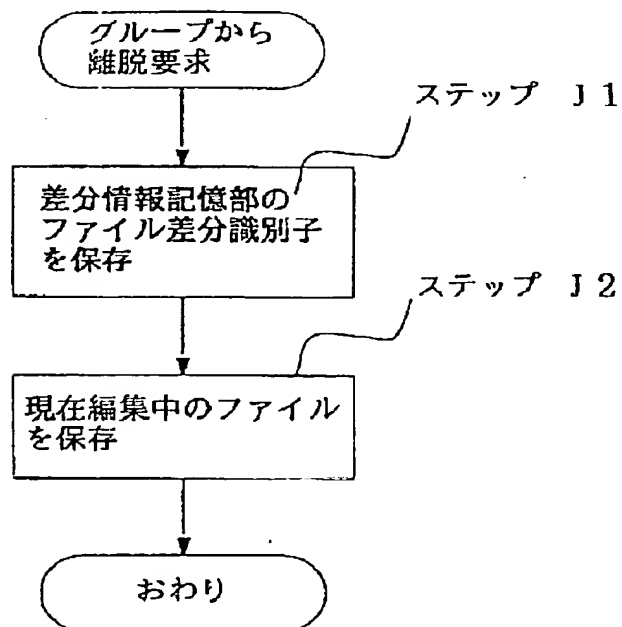 グループから
離脱要求
ステップ J1
差分情報記憶部の
ファイル差分識別子
を保存
ステップ J2
現在編集中のファイル
を保存
おわり